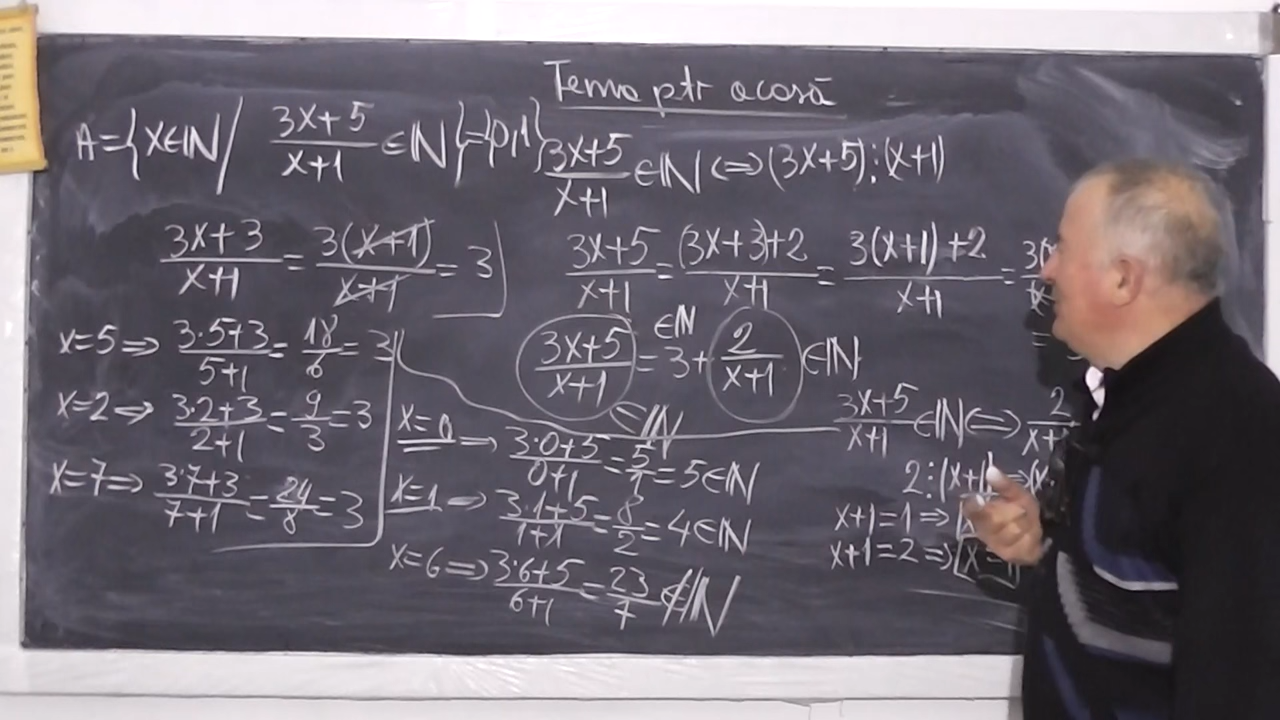 Tema ptr acasă
A={x∈ℕ / (3x+5)/(x+1) ∈ℕ}={0,1}
(3x+5)/(x+1) ∈ℕ ⇔ (3x+5)⋮(x+1)
(3x+3)/(x+1) = 3(x+1)/(x+1) = 3
x=5 ⇒ (3·5+3)/(5+1) = 18/6 = 3
x=2 ⇒ (3·2+3)/(2+1) = 9/3 = 3
x=7 ⇒ (3·7+3)/(7+1) = 24/8 = 3
(3x+5)/(x+1) = ((3x+3)+2)/(x+1) = (3(x+1)+2)/(x+1) =
(3x+5)/(x+1) = 3 + 2/(x+1) ∈ℕ
∈ℕ
∈ℕ
x=0 ⇒ (3·0+5)/(0+1) = 5/1 = 5∈ℕ
x=1 ⇒ (3·1+5)/(1+1) = 8/2 = 4∈ℕ
x=6 ⇒ (3·6+5)/(6+1) = 23/7 ∉ℕ
(3x+5)/(x+1) ∈ℕ ⇔
2⋮(x+1) ⇒
x+1=1 ⇒
x+1=2 ⇒ x=1